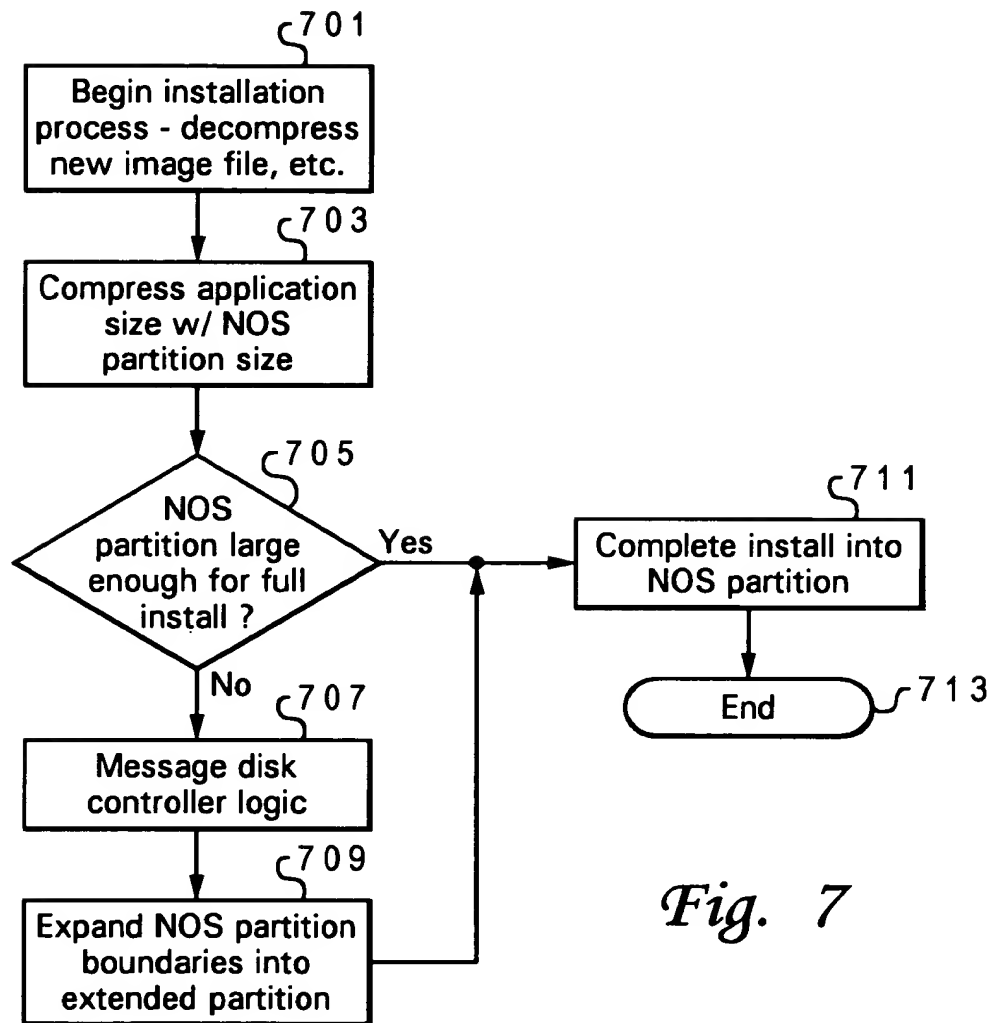 701
Begin installation
process - decompress
new image file, etc.
703
Compress application
size w/ NOS
partition size
705
NOS
partition large
enough for full
install ?
Yes
No
707
Message disk
controller logic
709
Expand NOS partition
boundaries into
extended partition
711
Complete install into
NOS partition
End
713
Fig. 7